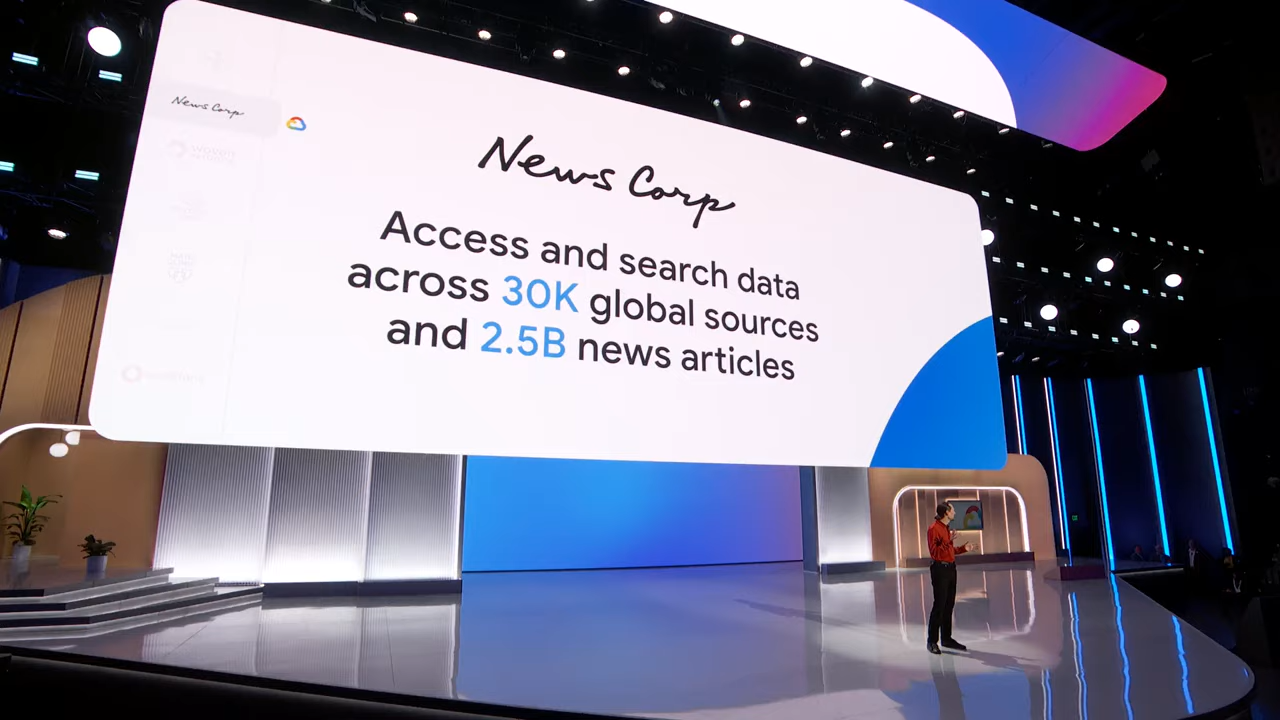 News Corp
News Corp
Access and search data
across 30K global sources
and 2.5B news articles